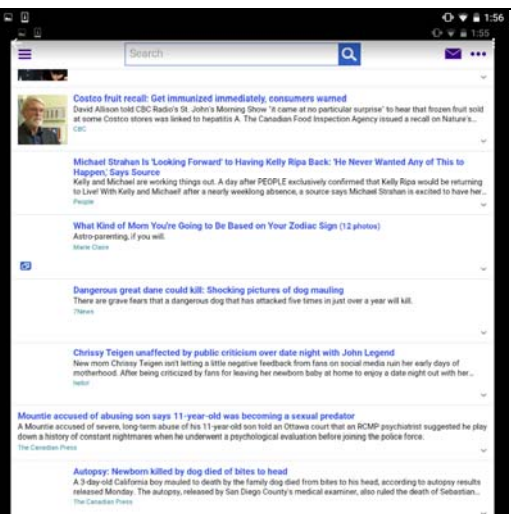 1:56
1:55
Search
Costco fruit recall: Get immunized immediately, consumers warned
David Allison told CBC Radio's St. John's Morning Show "it came at no particular surprise" to hear that frozen fruit sold
at some Costco stores was linked to hepatitis A. The Canadian Food Inspection Agency issued a recall on Nature's...
CBC
Michael Strahan Is 'Looking Forward' to Having Kelly Ripa Back: 'He Never Wanted Any of This to
Happen,' Says Source
Kelly and Michael are working things out. A day after PEOPLE exclusively confirmed that Kelly Ripa would be returning
to Live! With Kelly and Michael! after a nearly weeklong absence, a source says Michael Strahan is excited to have her...
People
What Kind of Mom You're Going to Be Based on Your Zodiac Sign (12 photos)
Astro-parenting, if you will.
Marie Claire
Dangerous great dane could kill: Shocking pictures of dog mauling
There are grave fears that a dangerous dog that has attacked five times in just over a year will kill.
7News
Chrissy Teigen unaffected by public criticism over date night with John Legend
New mom Chrissy Teigen isn't letting a little negative feedback from fans on social media ruin her early days of
motherhood. After being criticized by fans for leaving her newborn baby at home to enjoy a date night out with her...
hello!
Mountie accused of abusing son says 11-year-old was becoming a sexual predator
A Mountie accused of severe, long-term abuse of his 11-year-old son told an Ottawa court that an RCMP psychiatrist suggested he play
down a history of constant nightmares when he underwent a psychological evaluation before joining the police force.
The Canadian Press
Autopsy: Newborn killed by dog died of bites to head
A 3-day-old California boy mauled to death by the family dog died from bites to his head, according to autopsy results
released Monday. The autopsy, released by San Diego County's medical examiner, also ruled the death of Sebastian...
The Canadian Press